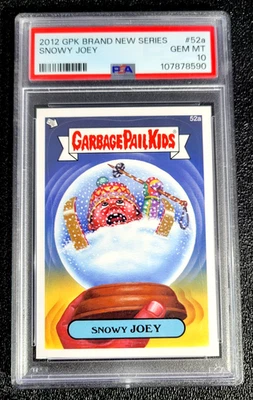 2012 GPK BRAND NEW SERIES #52a
SNOWY JOEY GEM MT
10
PSA 107878590
52a
GARBAGE PAIL KIDS
SNOWY JOEY